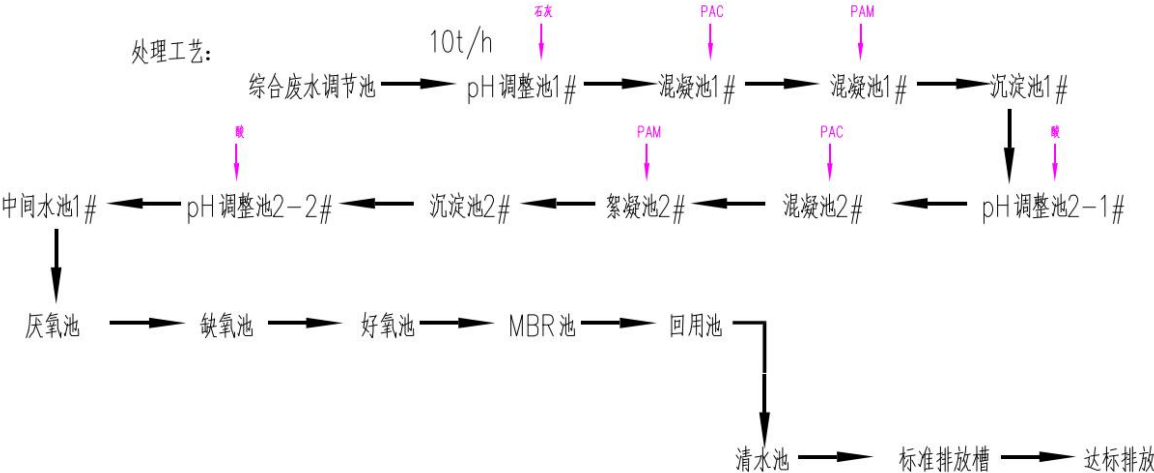 石灰 PAC PAM
处理工艺: 10t/h
综合废水调节池 pH调整池1# 混凝池1# 混凝池1# 沉淀池1#
酸 PAM PAC 酸
中间水池1# pH调整池2-2# 沉淀池2# 絮凝池2# 混凝池2# pH调整池2-1#
厌氧池 缺氧池 好氧池 MBR池 回用池
清水池 标准排放槽 达标排放